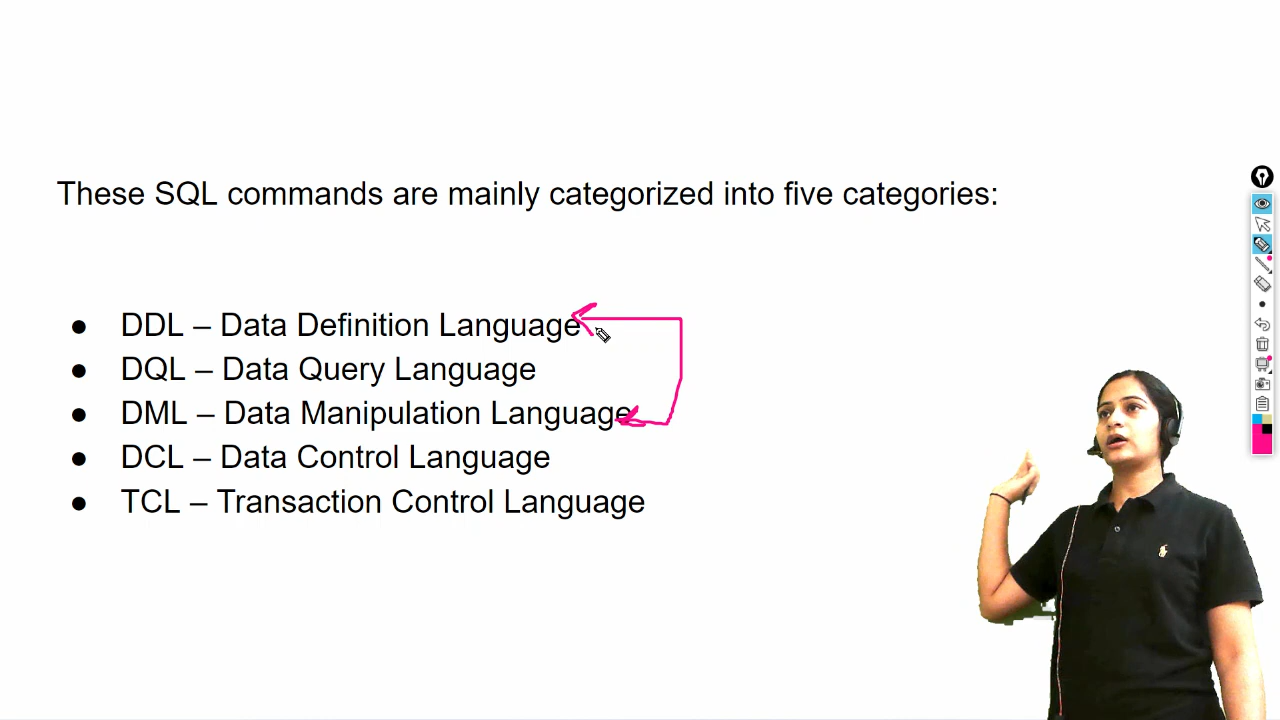 These SQL commands are mainly categorized into five categories:
● DDL – Data Definition Language
● DQL – Data Query Language
● DML – Data Manipulation Language
● DCL – Data Control Language
● TCL – Transaction Control Language